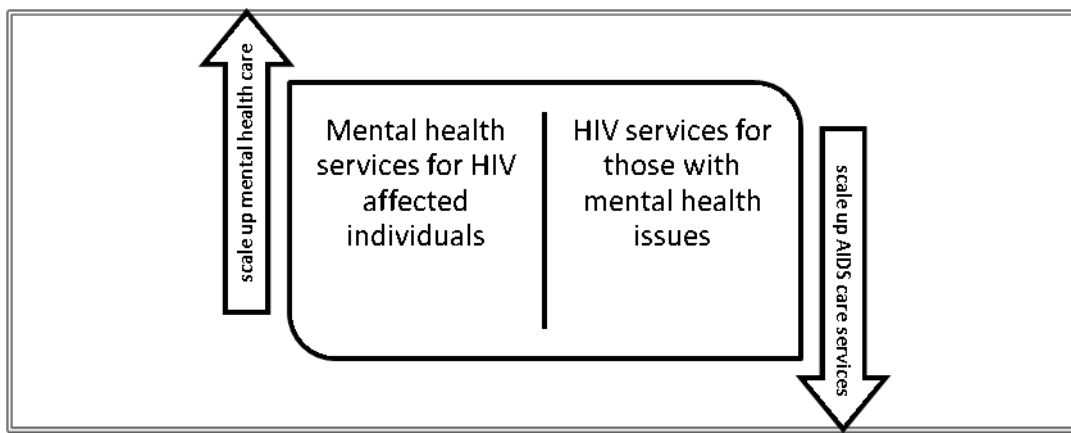 scale up mental health care
Mental health
services for HIV
affected
individuals
HIV services for
those with
mental health
issues
scale up AIDS care services